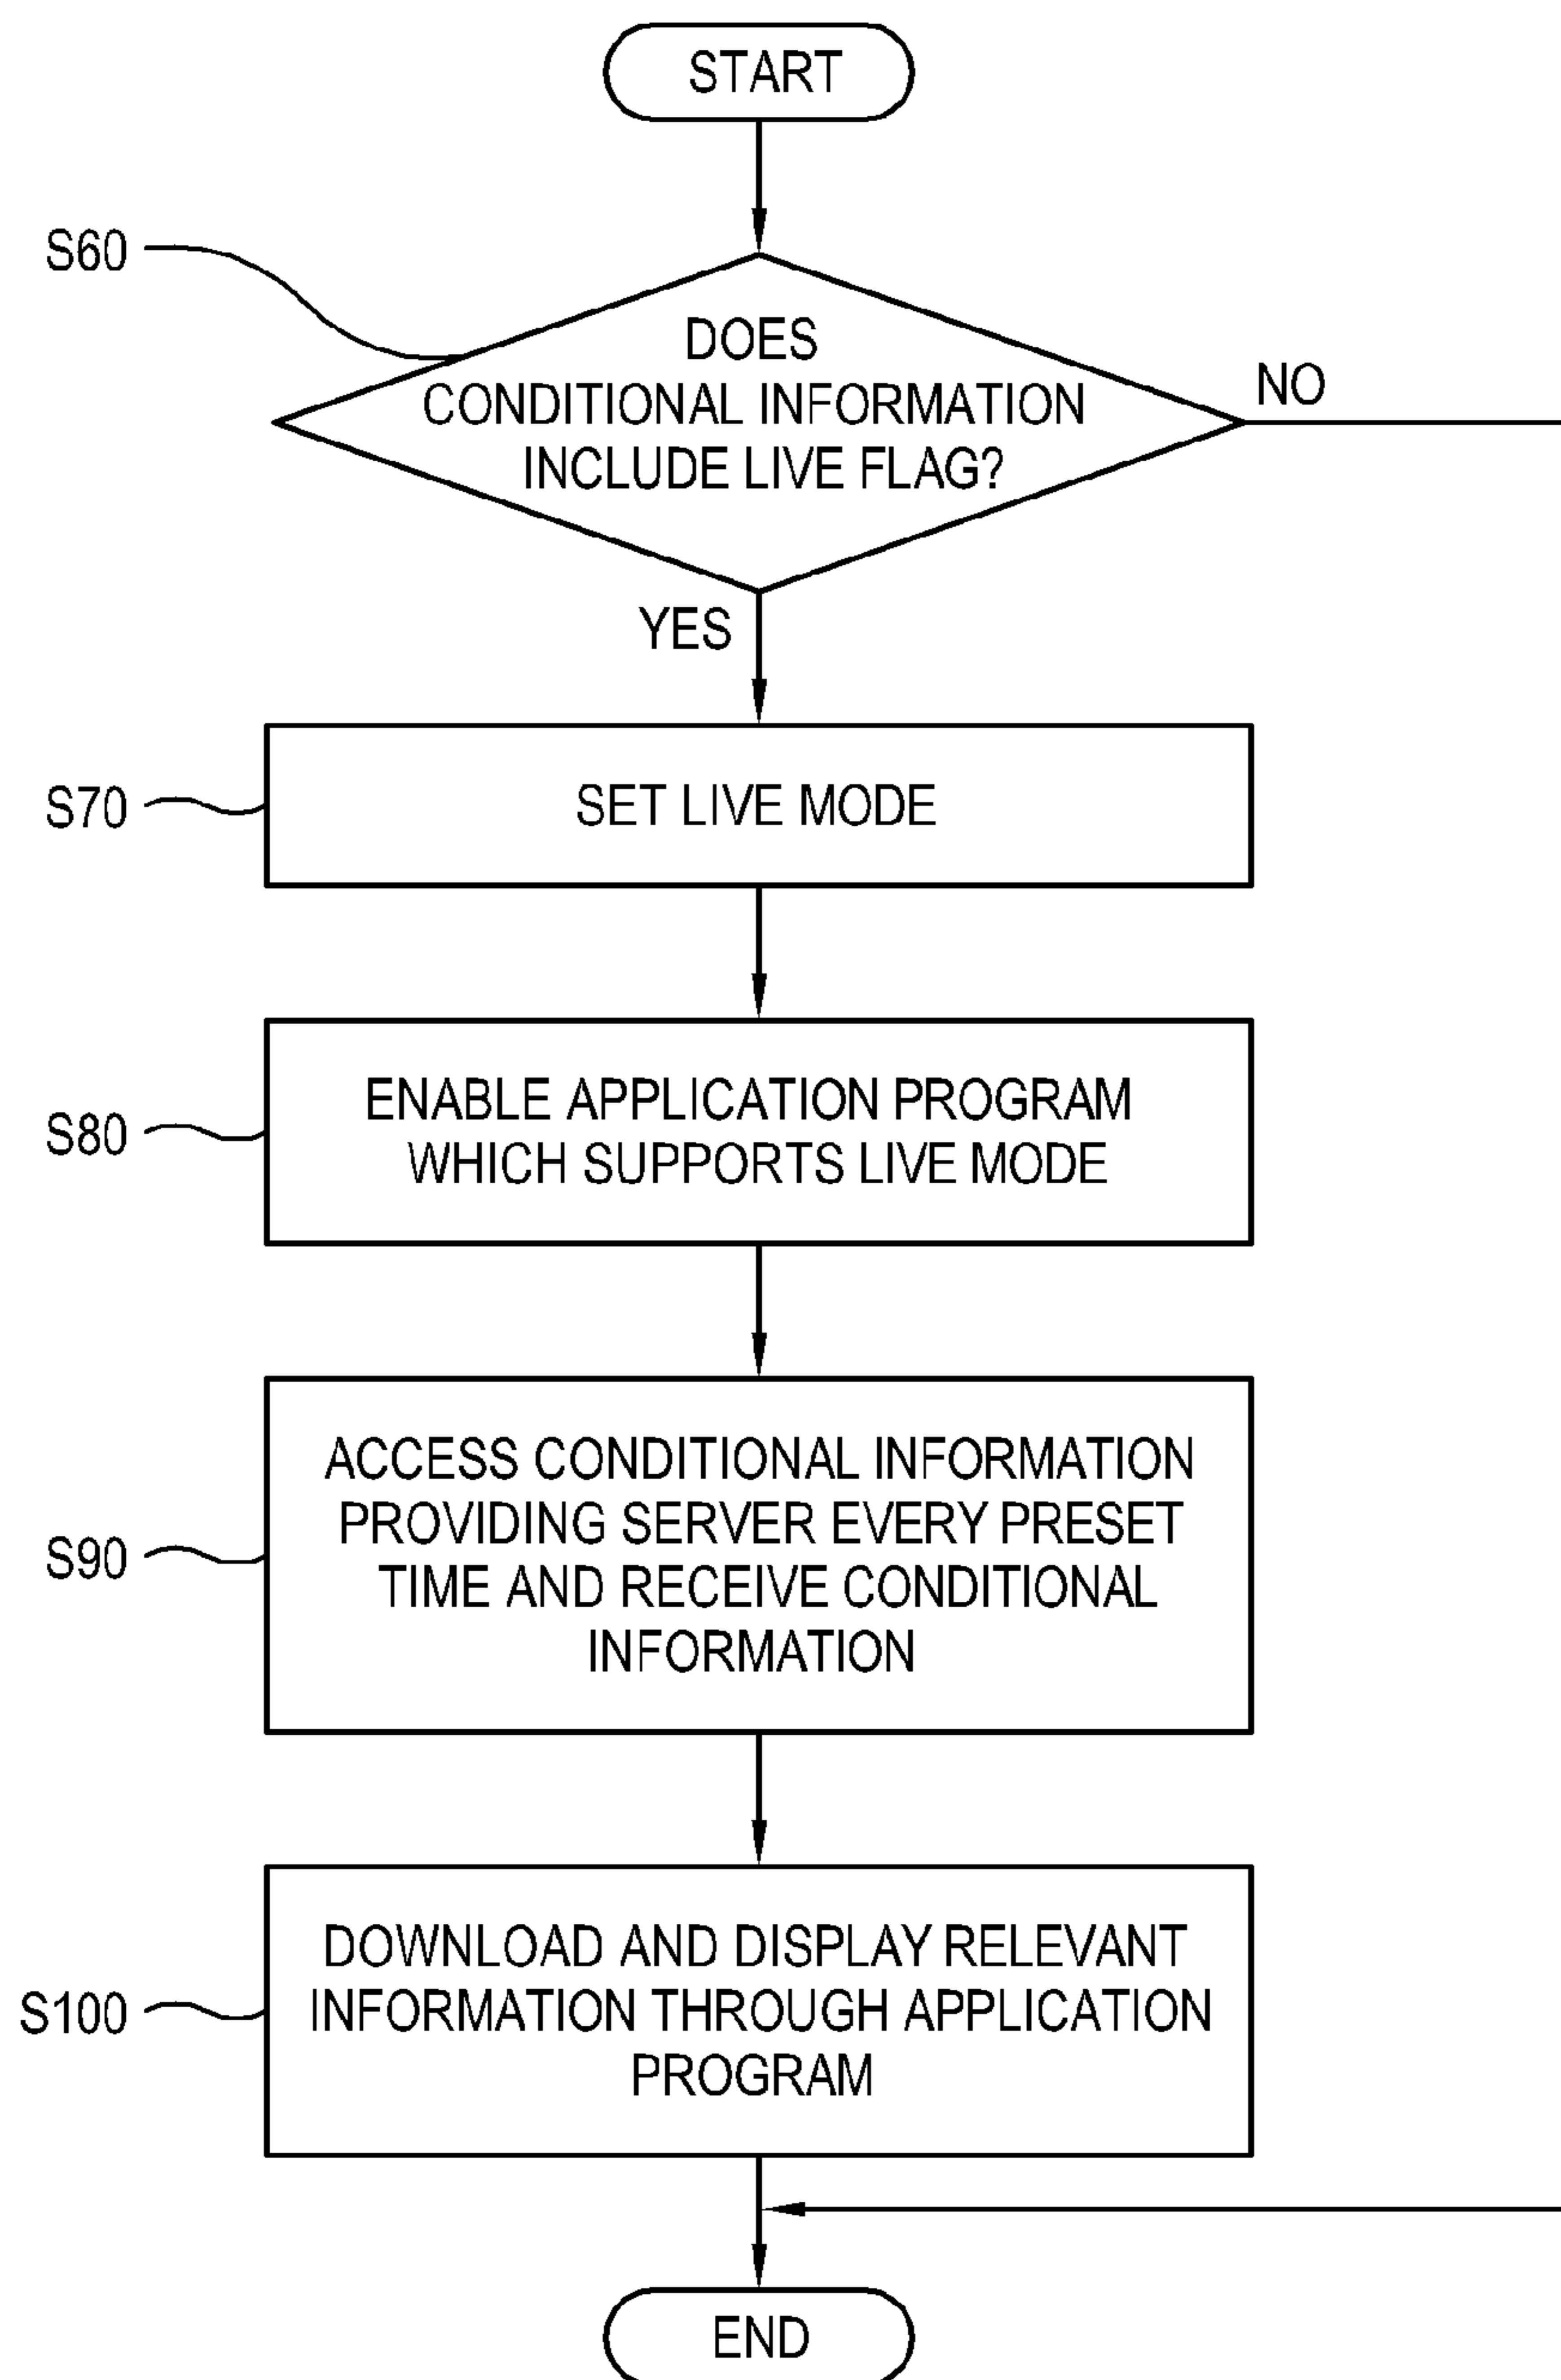 START
S60
DOES
CONDITIONAL INFORMATION
INCLUDE LIVE FLAG?
NO
YES
S70
SET LIVE MODE
S80
ENABLE APPLICATION PROGRAM
WHICH SUPPORTS LIVE MODE
S90
ACCESS CONDITIONAL INFORMATION
PROVIDING SERVER EVERY PRESET
TIME AND RECEIVE CONDITIONAL
INFORMATION
S100
DOWNLOAD AND DISPLAY RELEVANT
INFORMATION THROUGH APPLICATION
PROGRAM
END